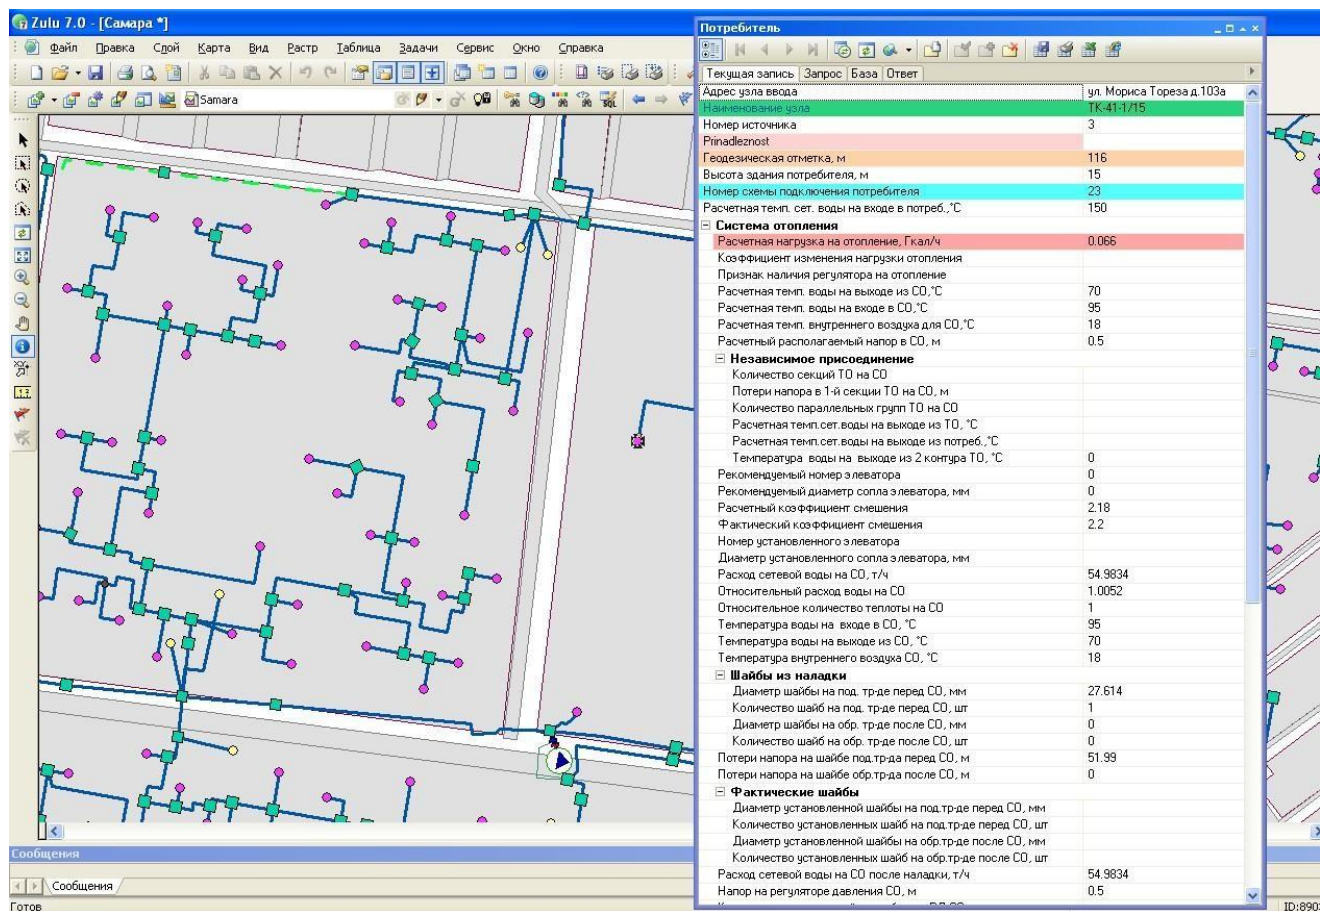 Zulu 7.0 - [Самара *]
Файл Правка Слой Карта Вид Растр Таблица Задачи Сервис Окно Справка
Samara
SQL
Потребитель
Текущая запись Запрос База Ответ
Адрес узла ввода ул. Мориса Тореза д.103а
Наименование узла ТК-41-1/15
Номер источника 3
Prinadleznost
Геодезическая отметка, м 116
Высота здания потребителя, м 15
Номер схемы подключения потребителя 23
Расчетная темп. сет. воды на входе в потреб.,°C 150
Система отопления
Расчетная нагрузка на отопление, Гкал/ч 0.066
Коэффициент изменения нагрузки отопления
Признак наличия регулятора на отопление
Расчетная темп. воды на выходе из СО,°C 70
Расчетная темп. воды на входе в СО,°C 95
Расчетная темп. внутреннего воздуха для СО,°C 18
Расчетный располагаемый напор в СО, м 0.5
Независимое присоединение
Количество секций ТО на СО
Потери напора в 1-й секции ТО на СО, м
Количество параллельных групп ТО на СО
Расчетная темп.сет.воды на выходе из ТО, °C
Расчетная темп.сет.воды на выходе из потреб.,°C
Температура воды на выходе из 2 контура ТО, °C 0
Рекомендуемый номер элеватора 0
Рекомендуемый диаметр сопла элеватора, мм 0
Расчетный коэффициент смешения 2.18
Фактический коэффициент смешения 2.2
Номер установленного элеватора
Диаметр установленного сопла элеватора, мм
Расход сетевой воды на СО, т/ч 54.9834
Относительный расход воды на СО 1.0052
Относительное количество теплоты на СО 1
Температура воды на входе в СО, °C 95
Температура воды на выходе из СО, °C 70
Температура внутреннего воздуха СО, °C 18
Шайбы из наладки
Диаметр шайбы на под. тр-де перед СО, мм 27.614
Количество шайб на под. тр-де перед СО, шт 1
Диаметр шайбы на обр. тр-де после СО, мм 0
Количество шайб на обр. тр-де после СО, шт 0
Потери напора на шайбе под.тр-да перед СО, м 51.99
Потери напора на шайбе обр.тр-да после СО, м 0
Фактические шайбы
Диаметр установленной шайбы на под.тр-де перед СО, мм
Количество установленных шайб на под.тр-де перед СО, шт
Диаметр установленной шайбы на обр.тр-де после СО, мм
Количество установленных шайб на обр.тр-де после СО, шт
Расход сетевой воды на СО после наладки, т/ч 54.9834
Напор на регуляторе давления СО, м 0.5
Сообщения
Сообщения
Готов